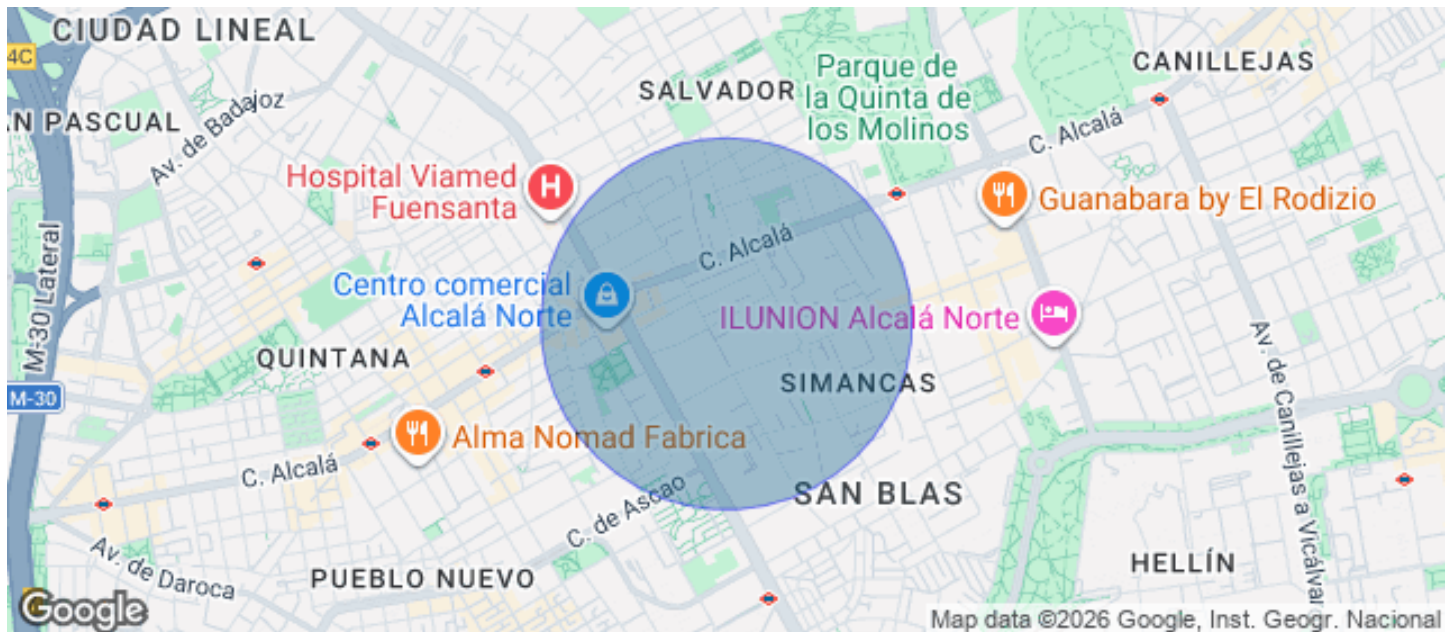 CIUDAD LINEAL
4C
CANILLEJAS
Parque de
la Quinta de
los Molinos
SALVADOR
Av. de Badajoz
AN PASCUAL
C. Alcalá
Hospital Viamed
Fuensanta
Guanabara by El Rodizio
C. Alcalá
M-30 Lateral
Centro comercial
Alcalá Norte
ILUNION Alcalá Norte
QUINTANA
SIMANCAS
M-30
Av. de Canillejas a Vicálvar
Alma Nomad Fabrica
C. Alcalá
SAN BLAS
C. de Ascao
Av. de Daroca
PUEBLO NUEVO
HELLÍN
Google
Map data ©2026 Google, Inst. Geogr. Nacional